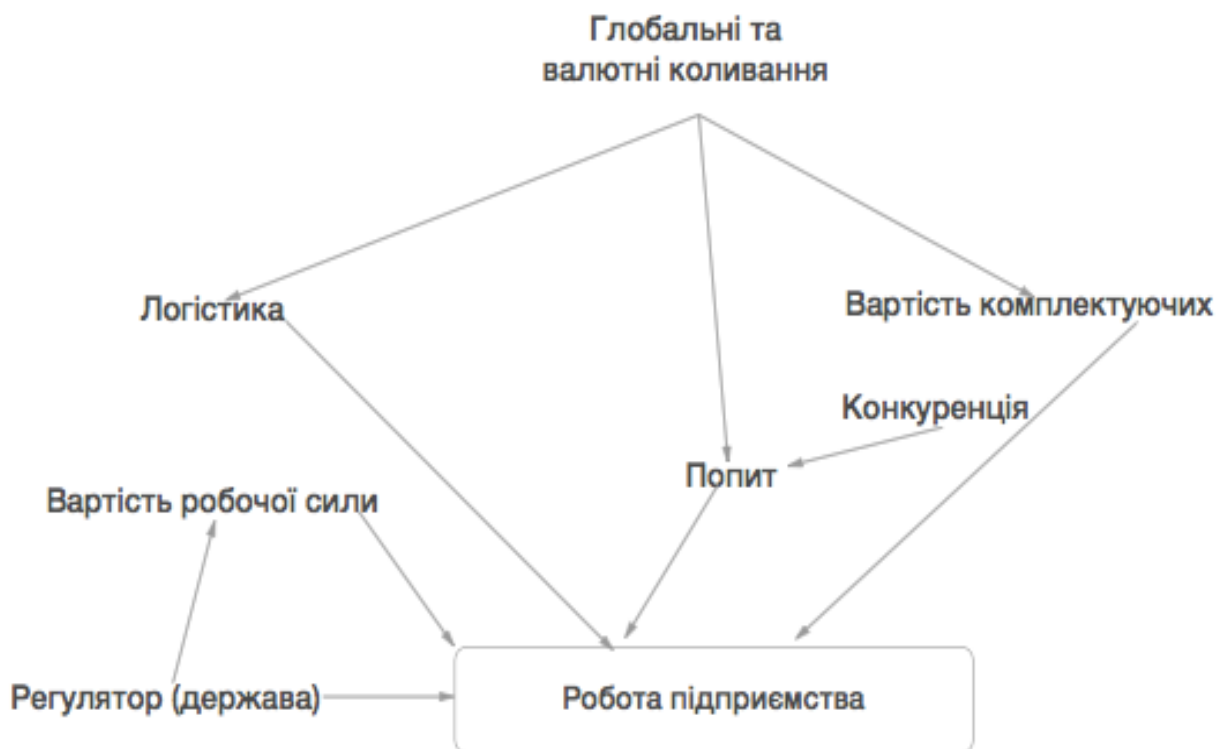 Глобальні та
валютні коливання
Логістика
Вартість комплектуючих
Конкуренція
Попит
Вартість робочої сили
Регулятор (держава)
Робота підприємства